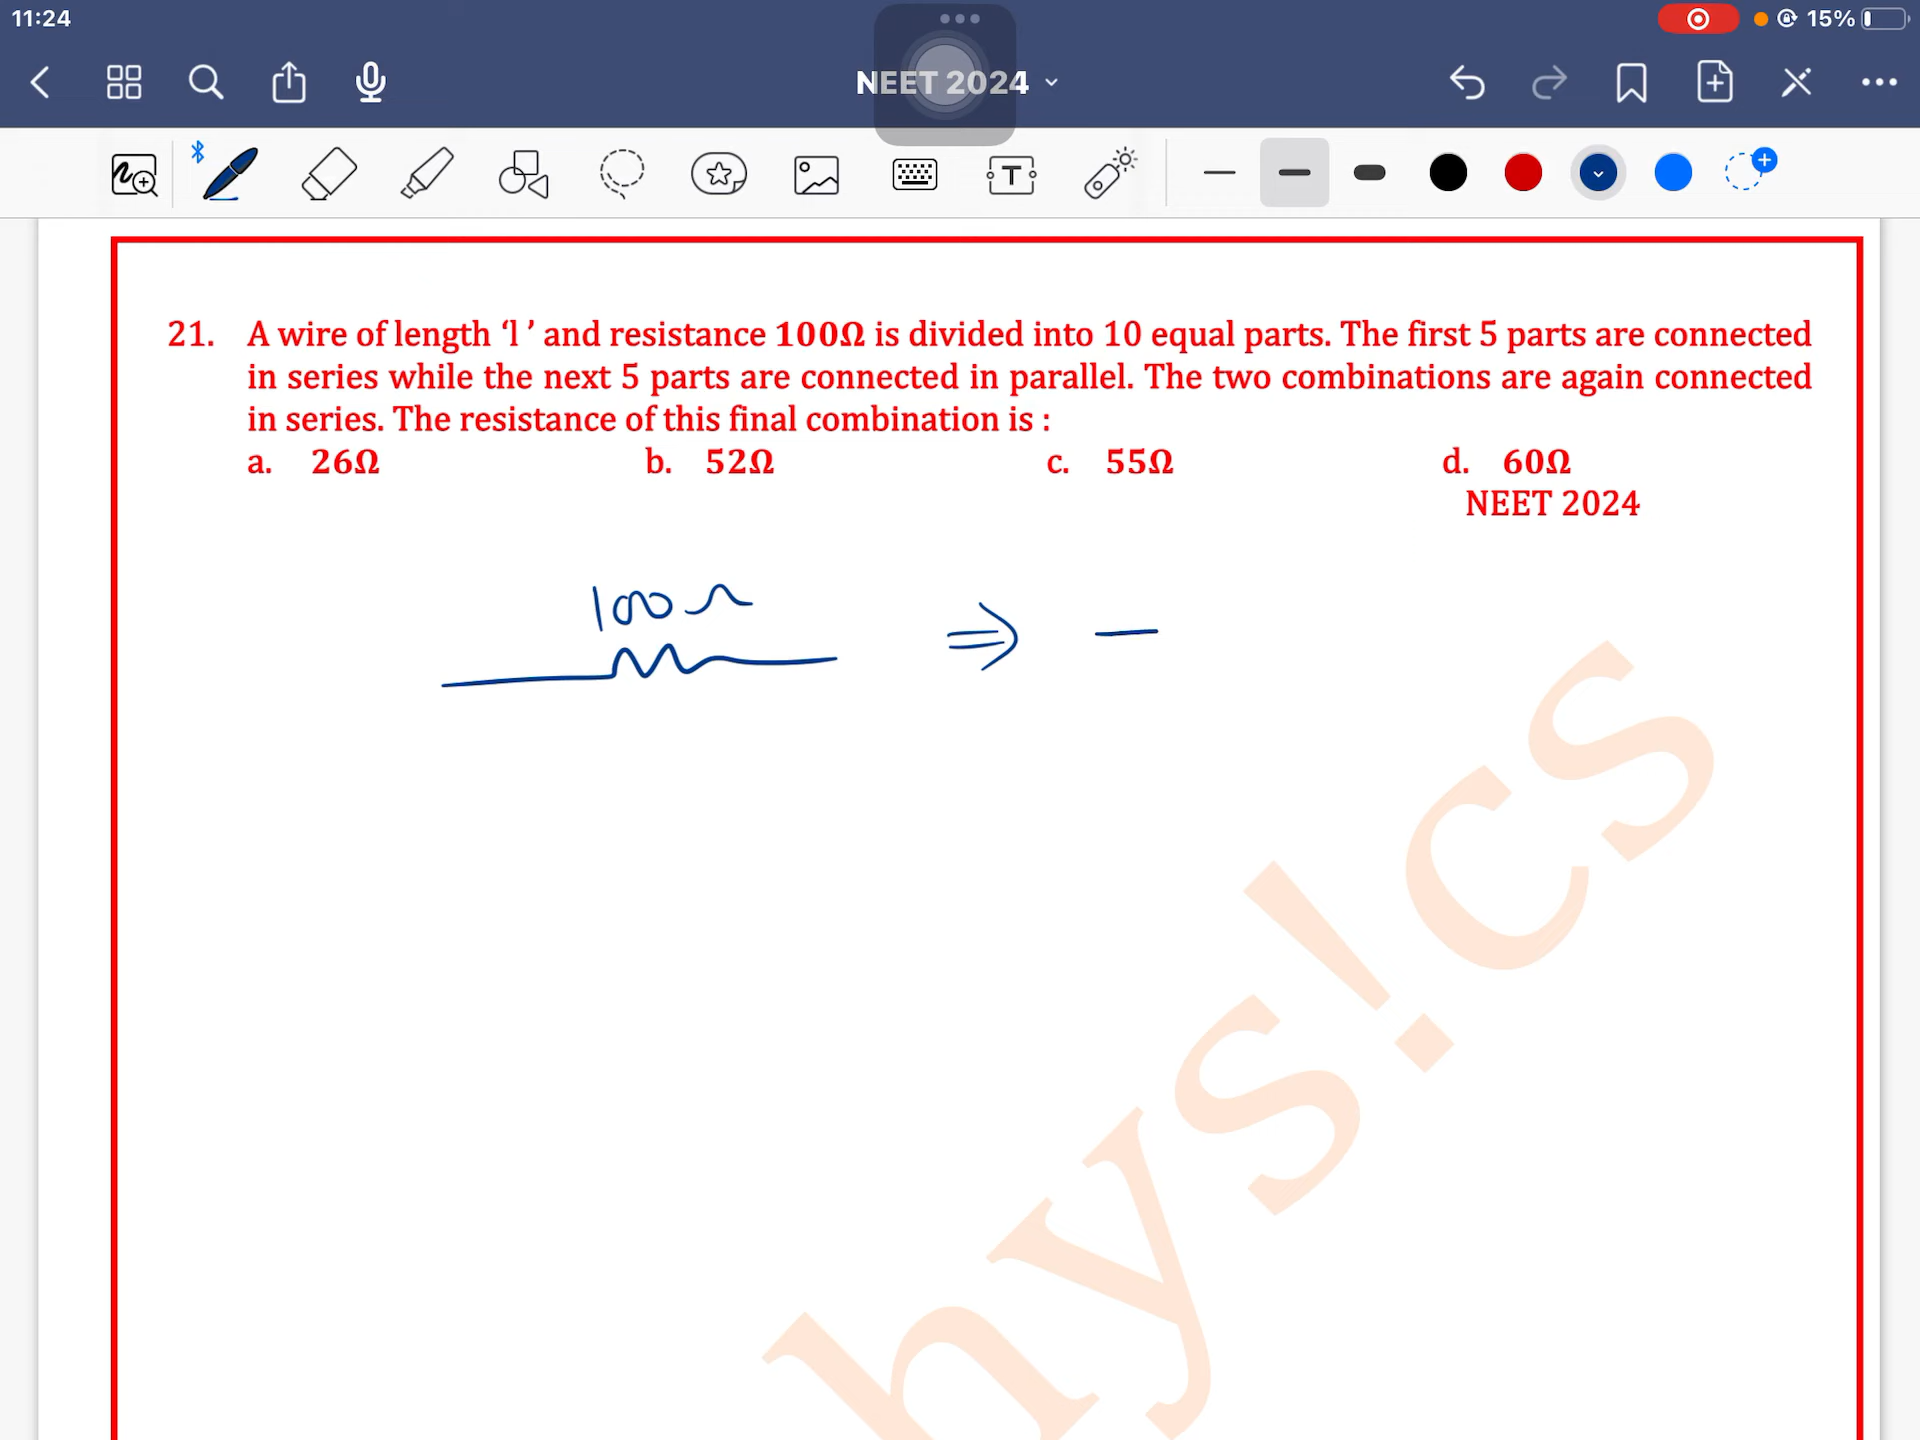 11:24
15%
NEET 2024
T
21. A wire of length ‘l ’ and resistance 100Ω is divided into 10 equal parts. The first 5 parts are connected
in series while the next 5 parts are connected in parallel. The two combinations are again connected
in series. The resistance of this final combination is :
a. 26Ω b. 52Ω c. 55Ω d. 60Ω
NEET 2024
100Ω
⇒ —
hys!cs